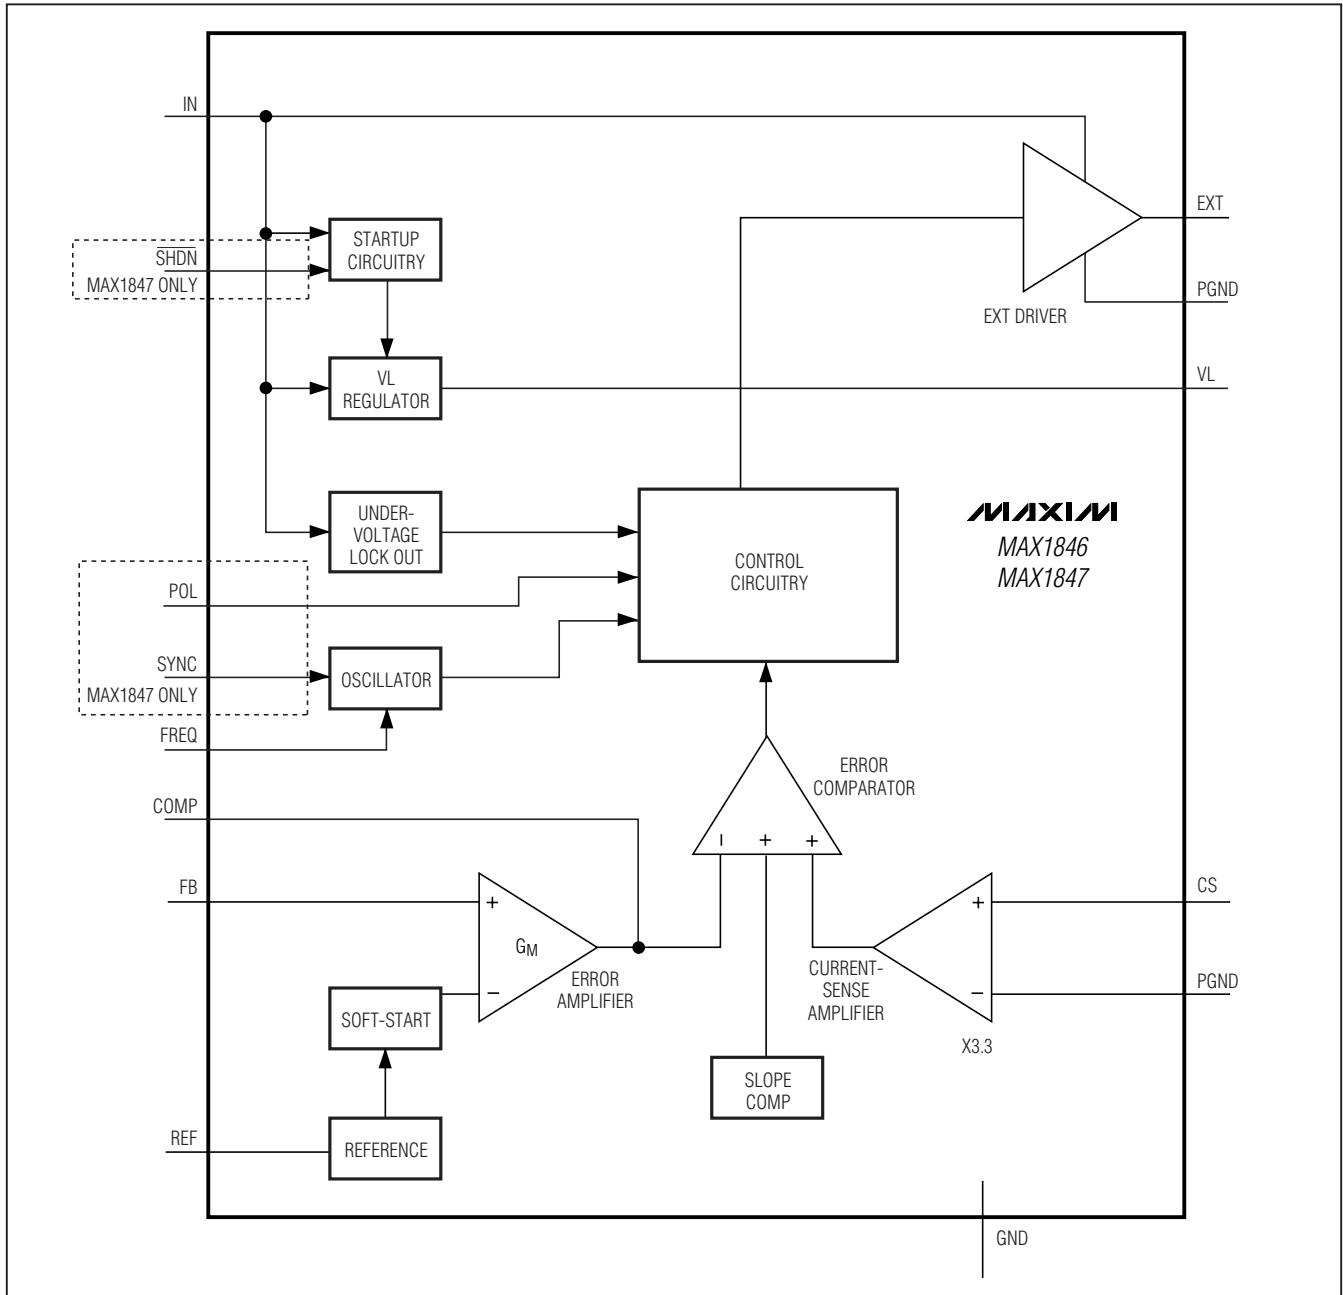 IN
EXT
STARTUP
CIRCUITRY
SHDN
MAX1847 ONLY
PGND
EXT DRIVER
VL
VL
REGULATOR
MAXIM
MAX1846
MAX1847
UNDER-
VOLTAGE
LOCK OUT
CONTROL
CIRCUITRY
POL
SYNC
MAX1847 ONLY
OSCILLATOR
FREQ
ERROR
COMPARATOR
COMP
− + +
FB
+
GM
−
ERROR
AMPLIFIER
CS
+
−
CURRENT-
SENSE
AMPLIFIER
PGND
X3.3
SOFT-START
SLOPE
COMP
REF
REFERENCE
GND